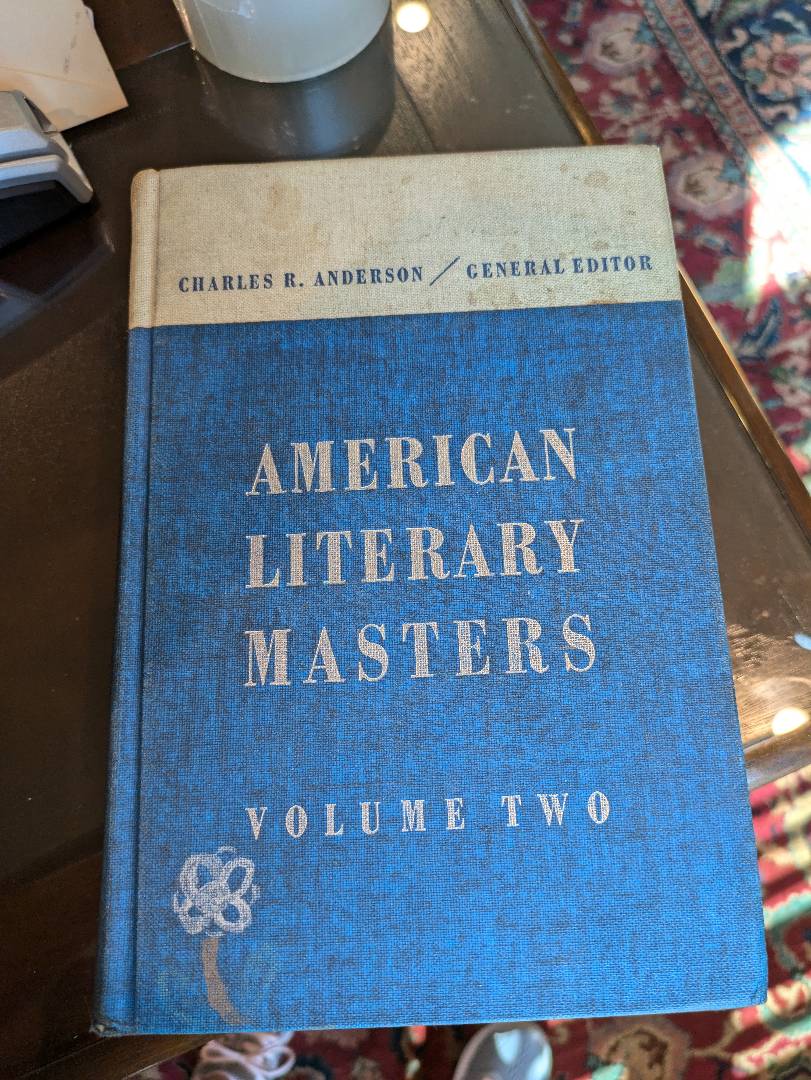 CHARLES R. ANDERSON / GENERAL EDITOR
AMERICAN
LITERARY
MASTERS
VOLUME TWO